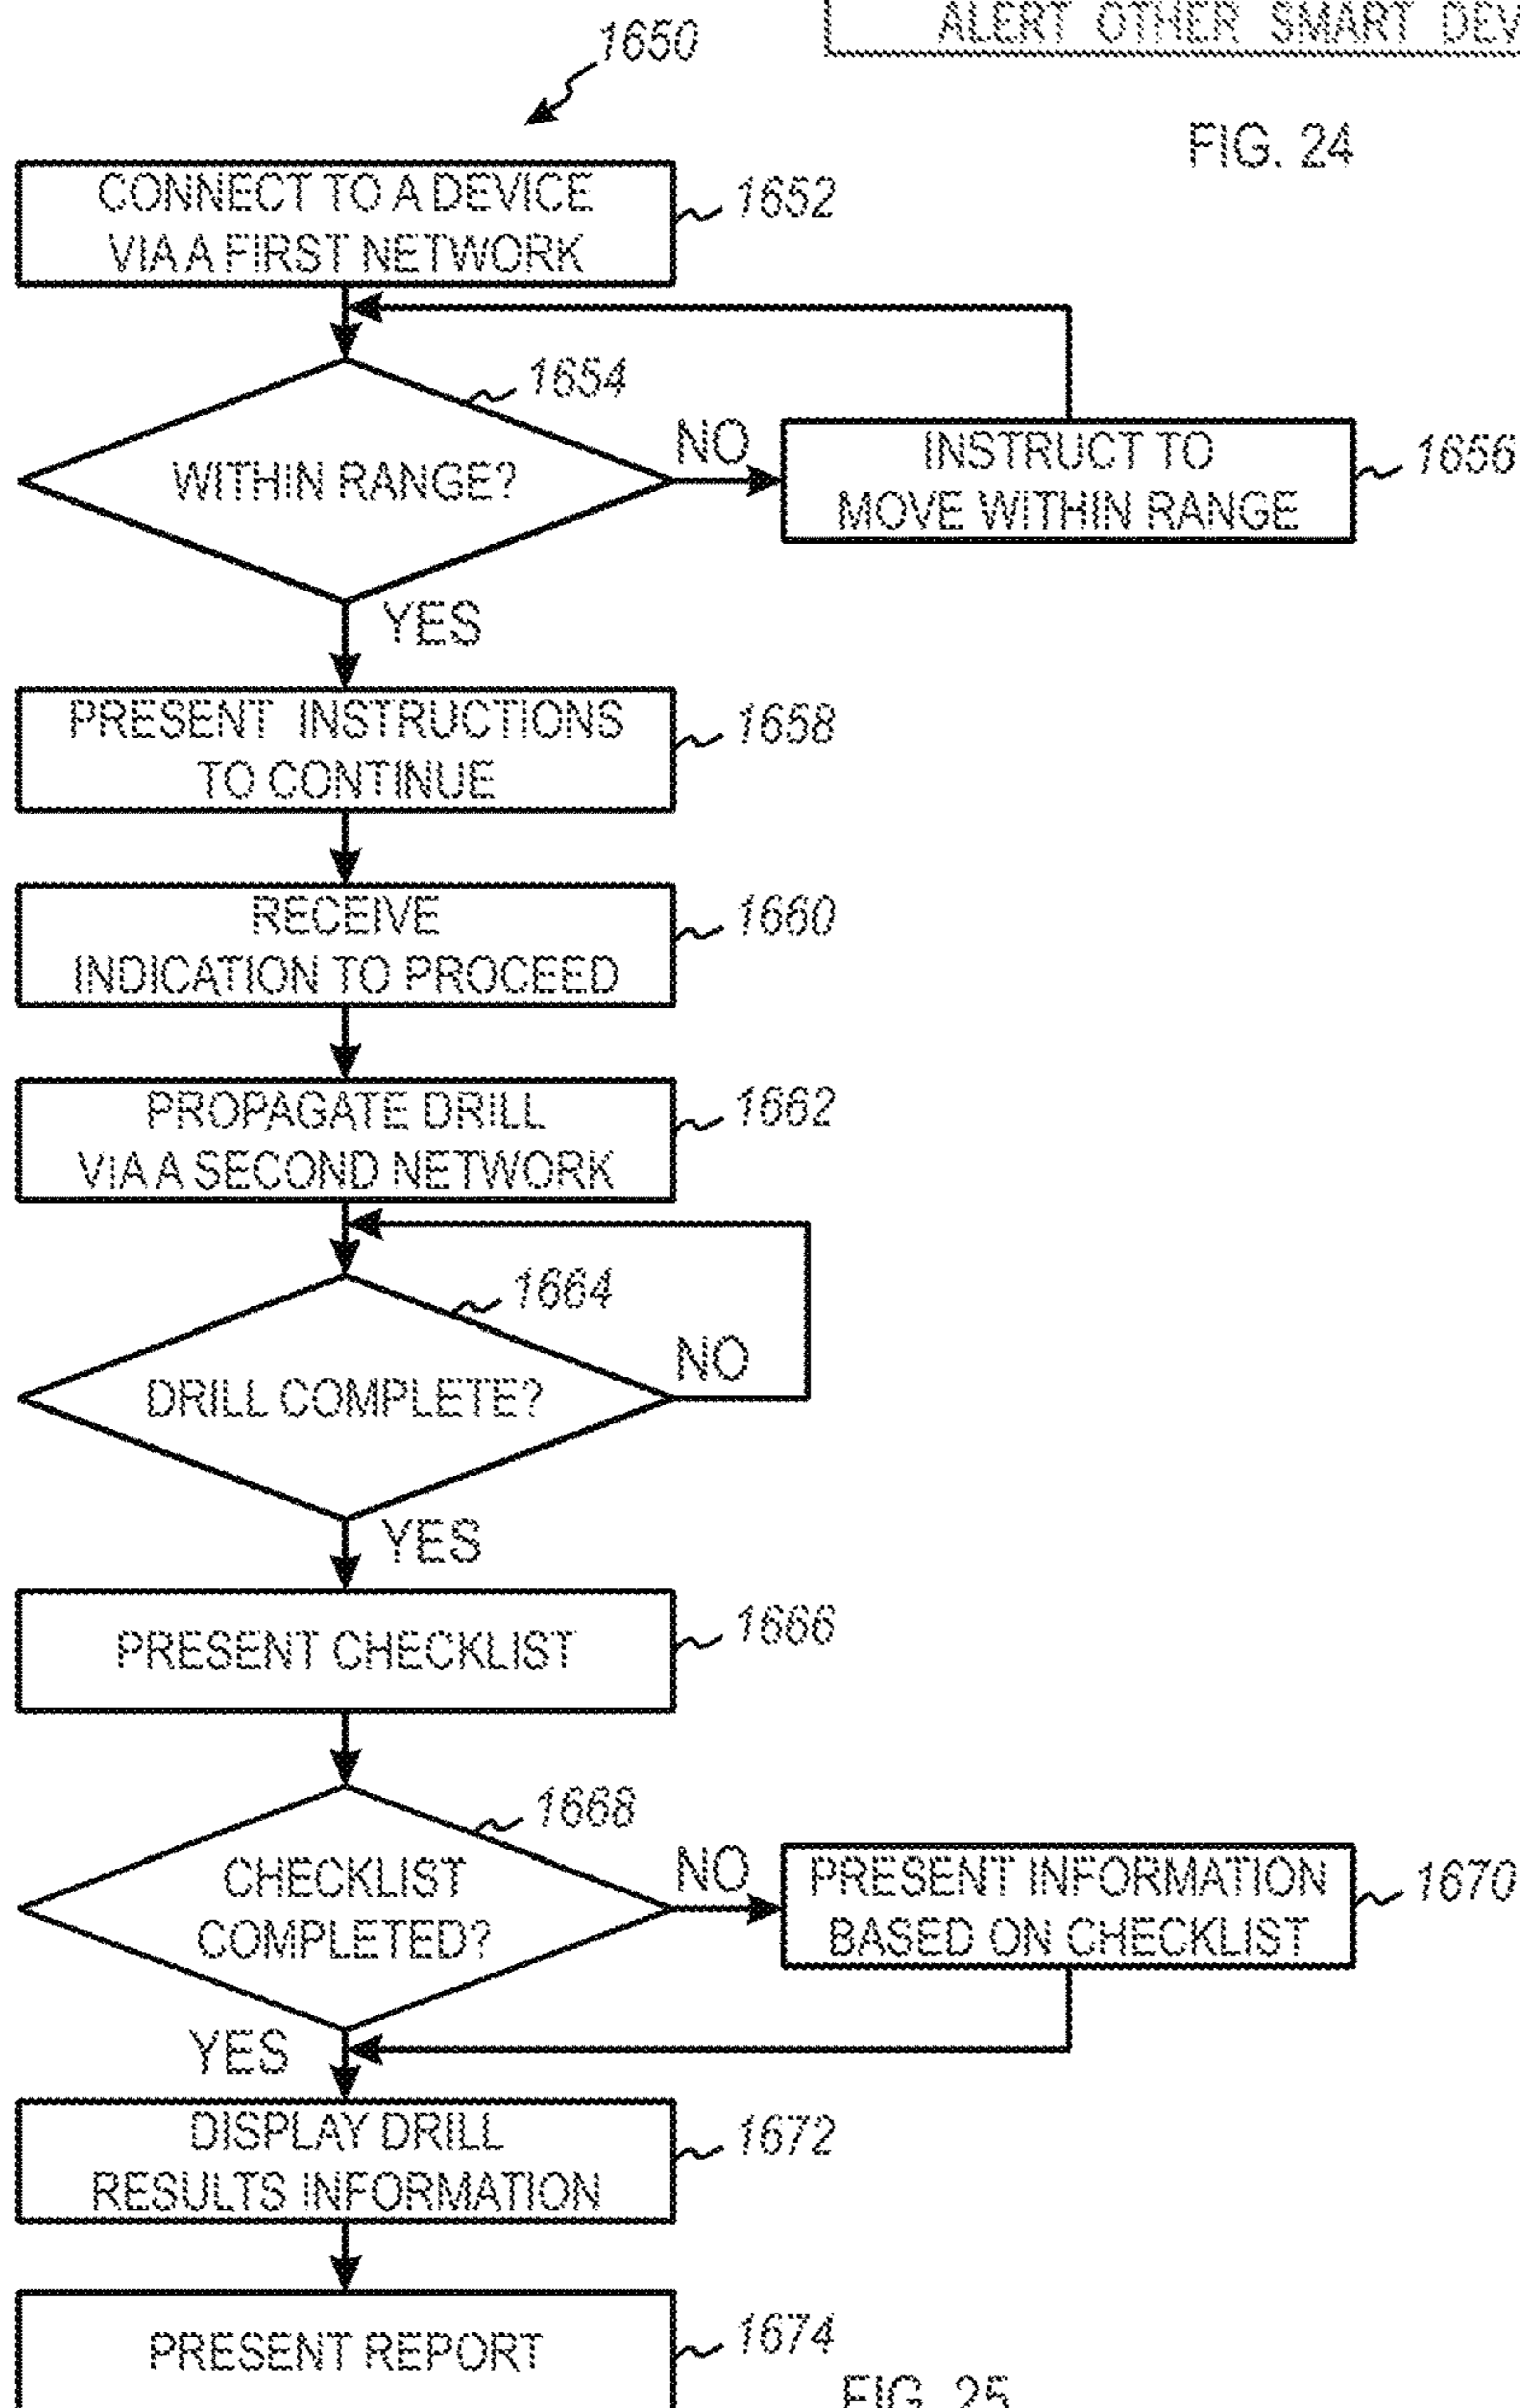 ALERT OTHER SMART
FIG. 24
1650
CONNECT TO A DEVICE
VIA A FIRST NETWORK
1652
1654
WITHIN RANGE?
NO
INSTRUCT TO
MOVE WITHIN RANGE
1656
YES
PRESENT INSTRUCTIONS
TO CONTINUE
1658
RECEIVE
INDICATION TO PROCEED
1660
PROPAGATE DRILL
VIA A SECOND NETWORK
1662
1664
DRILL COMPLETE?
NO
YES
PRESENT CHECKLIST
1666
1668
CHECKLIST
COMPLETED?
NO
PRESENT INFORMATION
BASED ON CHECKLIST
1670
YES
DISPLAY DRILL
RESULTS INFORMATION
1672
PRESENT REPORT
1674
FIG. 25